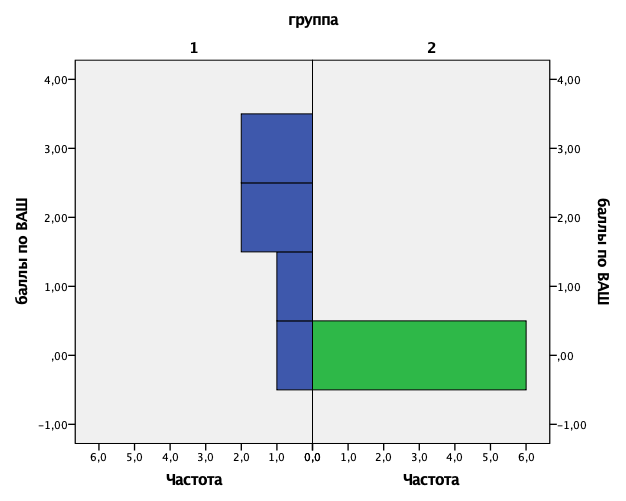 группа
1 2
4,00 4,00
3,00 3,00
2,00 2,00
1,00 1,00
,00 ,00
-1,00 -1,00
баллы по ВАШ
баллы по ВАШ
6,0 5,0 4,0 3,0 2,0 1,0 0,0 0,0 1,0 2,0 3,0 4,0 5,0 6,0
Частота Частота